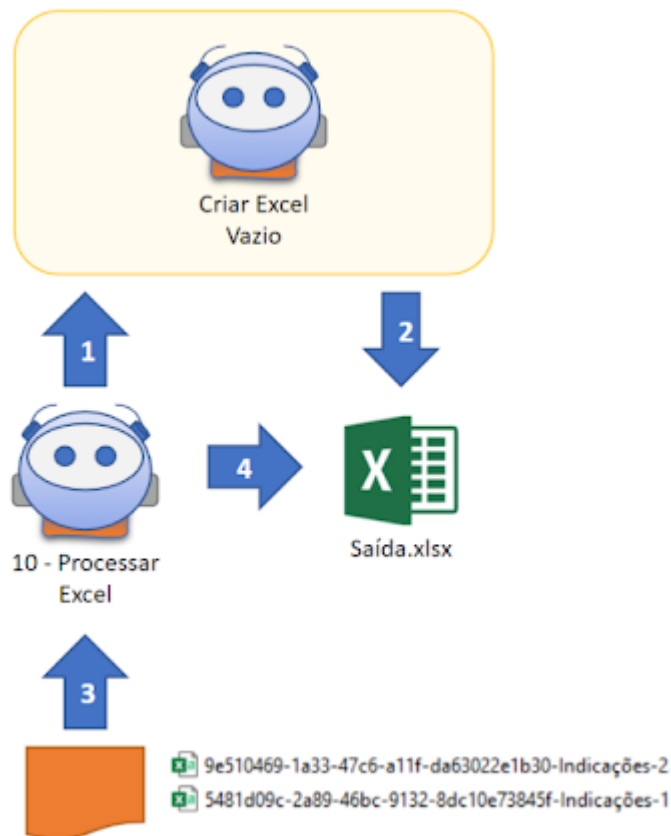 Criar Excel
Vazio
1
2
4
X
10 - Processar
Excel
Saída.xlsx
3
9e510469-1a33-47c6-a11f-da63022e1b30-Indicações-2
5481d09c-2a89-46bc-9132-8dc10e73845f-Indicações-1